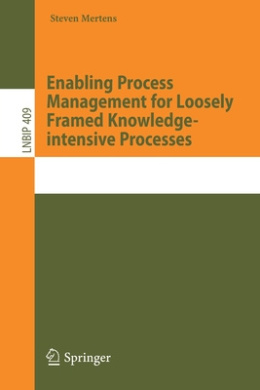 Steven Mertens
Enabling Process
Management for Loosely
Framed Knowledge-
intensive Processes
LNBIP 409
Springer